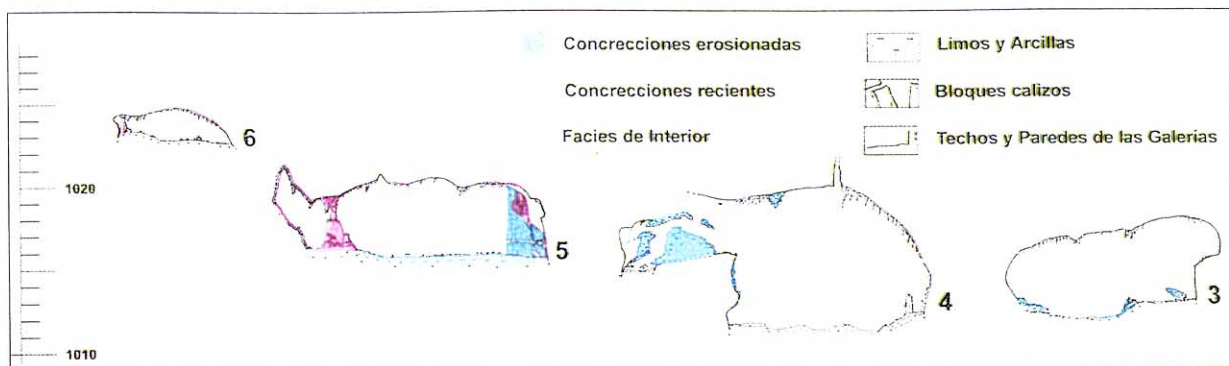 Concrecciones erosionadas
Limos y Arcillas
Concrecciones recientes
Bloques calizos
Facies de Interior
Techos y Paredes de las Galerías
6
1020
5
4
3
1010